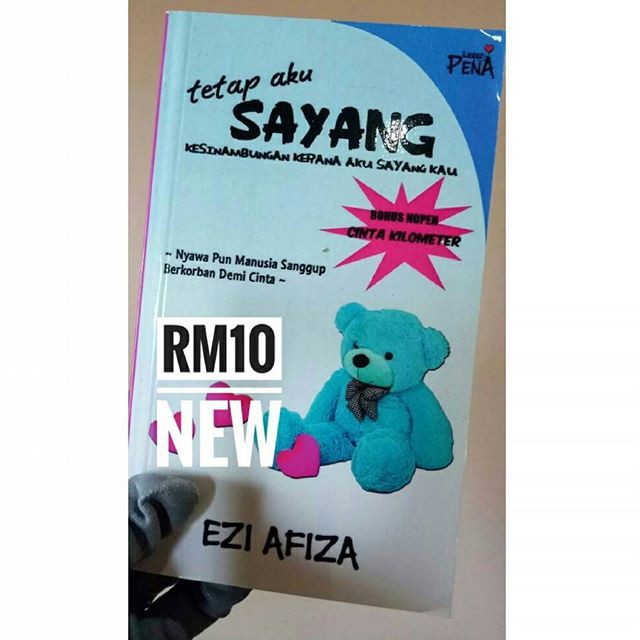 Lagar
PENA
tetap aku
SAYANG
KESINAMBUNGAN KERANA AKU SAYANG KAU
BONUS NOPEN
CINTA KILOMETER
~ Nyawa Pun Manusia Sanggup
Berkorban Demi Cinta ~
RM10
NEW
EZI AFIZA